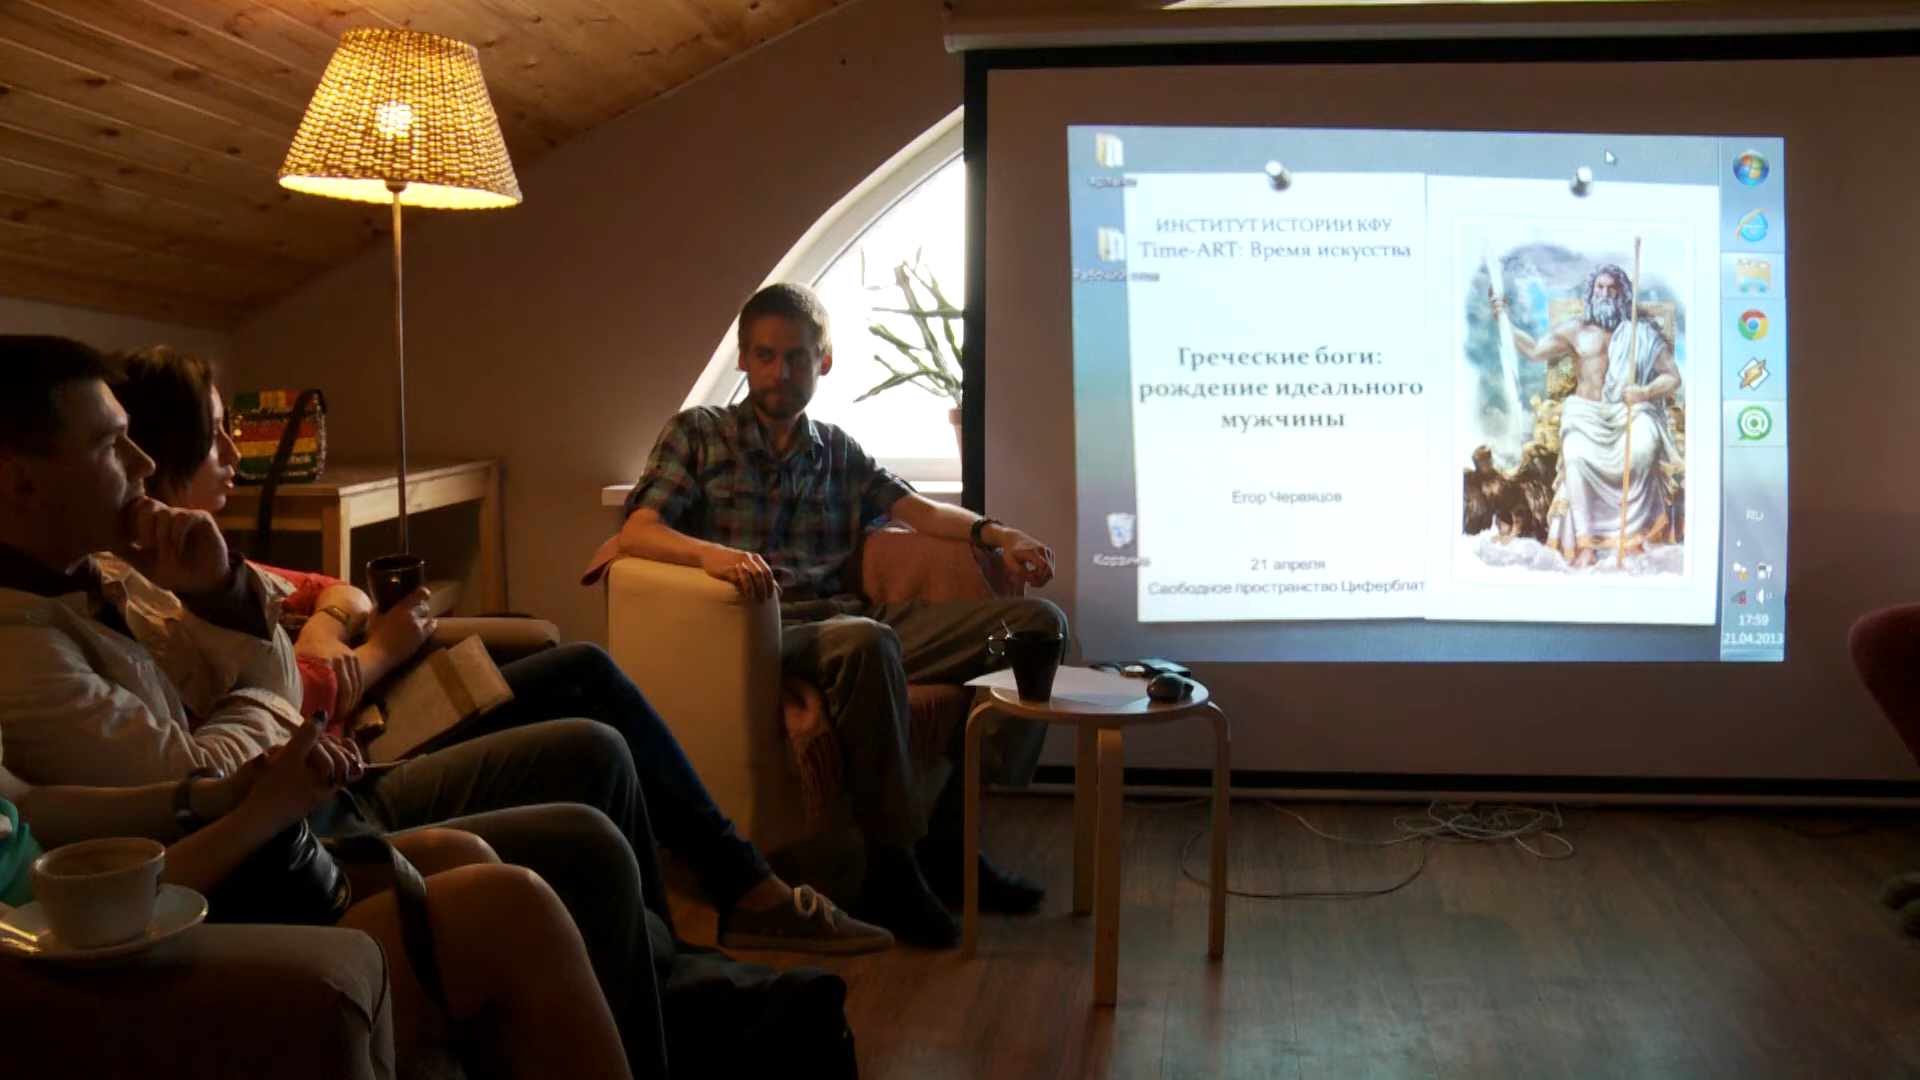 ИНСТИТУТ ИСТОРИИ КФУ
Time-ART: Время искусства
Греческие боги:
рождение идеального
мужчины
Егор Червяцов
21 апреля
Свободное пространство Циферблат
Корзина
RU
17:59
21.04.2013